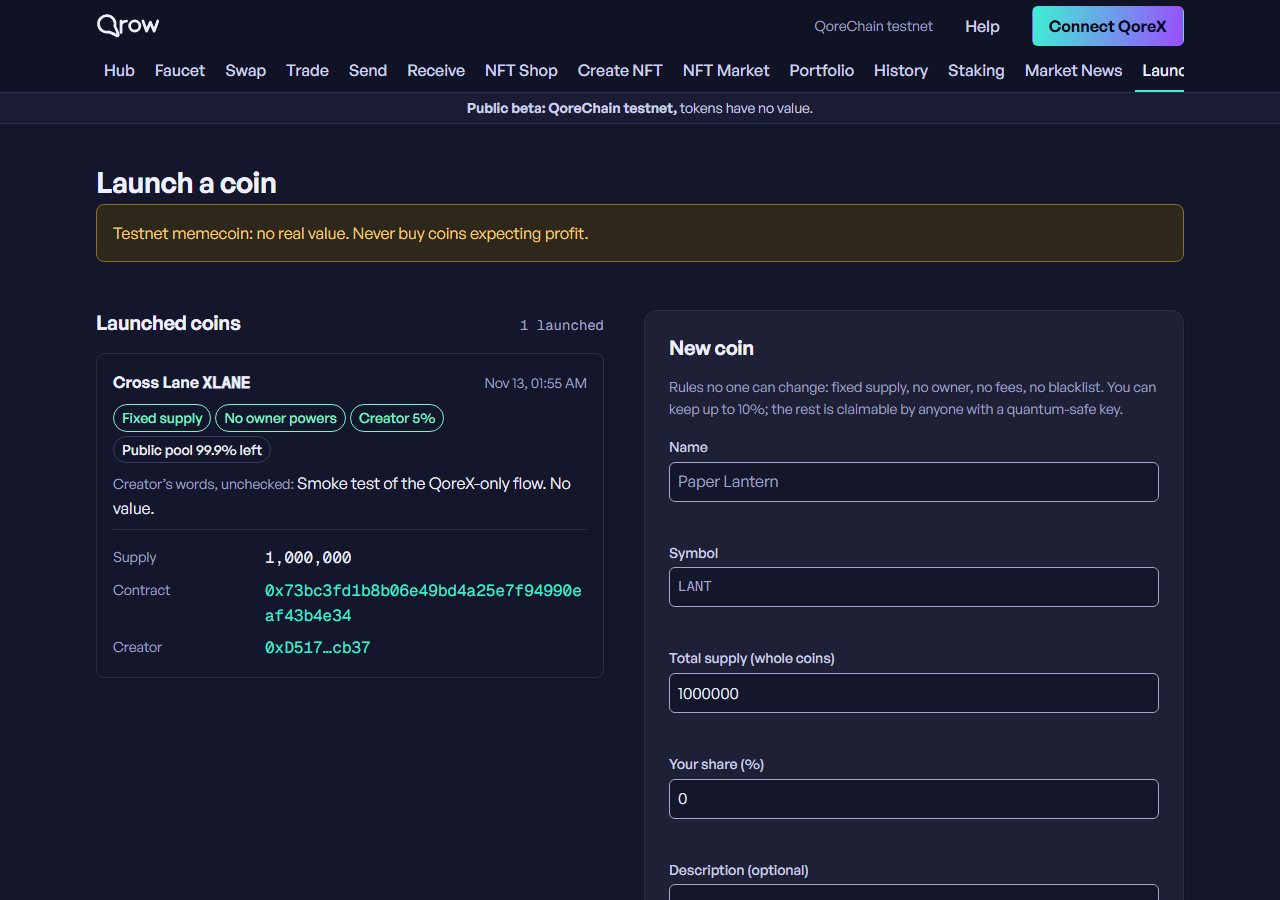 Qrow
QoreChain testnet
Help
Connect QoreX
Hub
Faucet
Swap
Trade
Send
Receive
NFT Shop
Create NFT
NFT Market
Portfolio
History
Staking
Market News
Launc
Public beta: QoreChain testnet, tokens have no value.
Launch a coin
Testnet memecoin: no real value. Never buy coins expecting profit.
Launched coins
1 launched
Cross Lane XLANE
Nov 13, 01:55 AM
Fixed supply
No owner powers
Creator 5%
Public pool 99.9% left
Creator’s words, unchecked: Smoke test of the QoreX-only flow. No
value.
Supply
1,000,000
Contract
0x73bc3fd1b8b06e49bd4a25e7f94990e
af43b4e34
Creator
0xD517…cb37
New coin
Rules no one can change: fixed supply, no owner, no fees, no blacklist. You can
keep up to 10%; the rest is claimable by anyone with a quantum-safe key.
Name
Paper Lantern
Symbol
LANT
Total supply (whole coins)
1000000
Your share (%)
0
Description (optional)